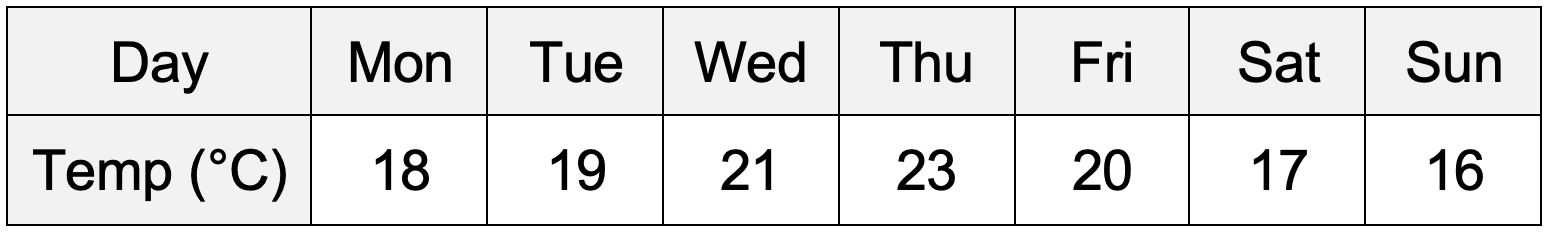 Day Mon Tue Wed Thu Fri Sat Sun
Temp (°C) 18 19 21 23 20 17 16